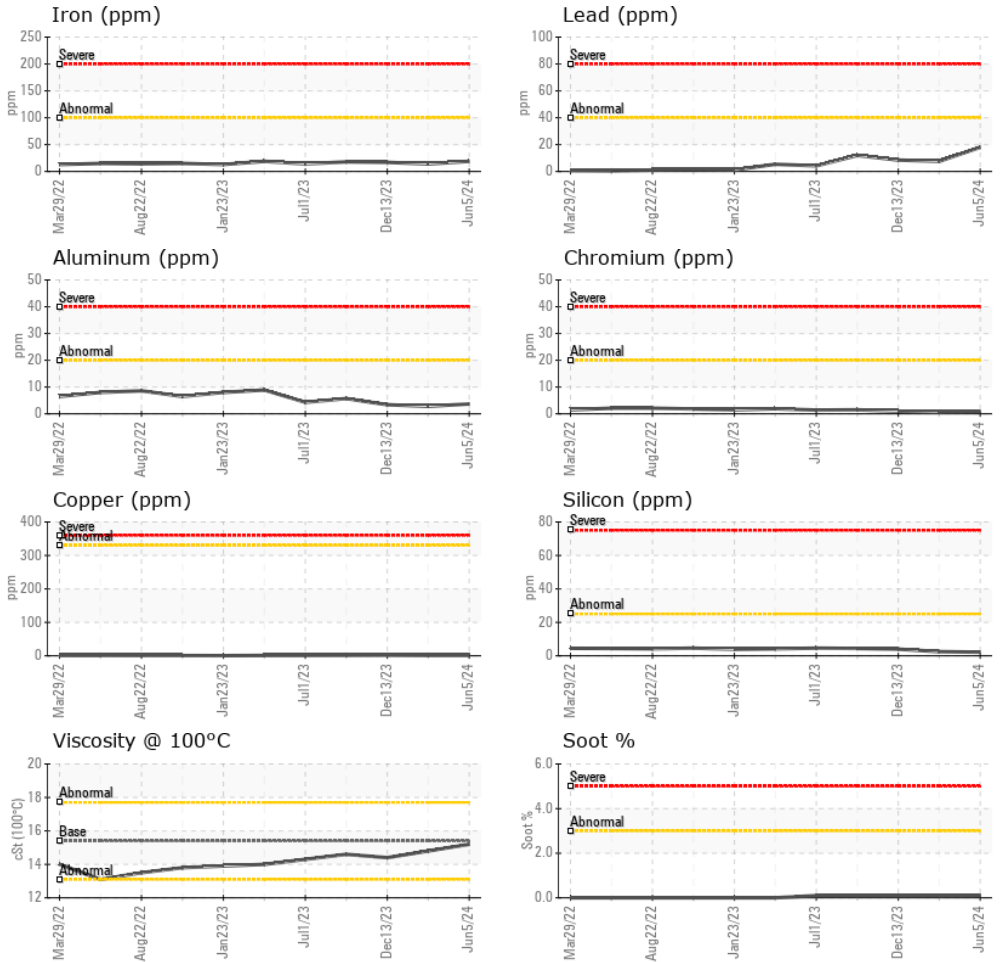 Iron (ppm)
250
200
150
100
50
0
ppm
Severe
Abnormal
Mar29/22
Aug22/22
Jan23/23
Jul1/23
Dec13/23
Jun5/24
Lead (ppm)
100
80
60
40
20
0
ppm
Severe
Abnormal
Mar29/22
Aug22/22
Jan23/23
Jul1/23
Dec13/23
Jun5/24
Aluminum (ppm)
50
40
30
20
10
0
ppm
Severe
Abnormal
Mar29/22
Aug22/22
Jan23/23
Jul1/23
Dec13/23
Jun5/24
Chromium (ppm)
50
40
30
20
10
0
ppm
Severe
Abnormal
Mar29/22
Aug22/22
Jan23/23
Jul1/23
Dec13/23
Jun5/24
Copper (ppm)
400
300
200
100
0
ppm
Severe
Abnormal
Mar29/22
Aug22/22
Jan23/23
Jul1/23
Dec13/23
Jun5/24
Silicon (ppm)
80
60
40
20
0
ppm
Severe
Abnormal
Mar29/22
Aug22/22
Jan23/23
Jul1/23
Dec13/23
Jun5/24
Viscosity @ 100°C
20
18
16
14
12
cSt (100°C)
Abnormal
Base
Abnormal
Mar29/22
Aug22/22
Jan23/23
Jul1/23
Dec13/23
Jun5/24
Soot %
6.0
4.0
2.0
0.0
Soot %
Severe
Abnormal
Mar29/22
Aug22/22
Jan23/23
Jul1/23
Dec13/23
Jun5/24